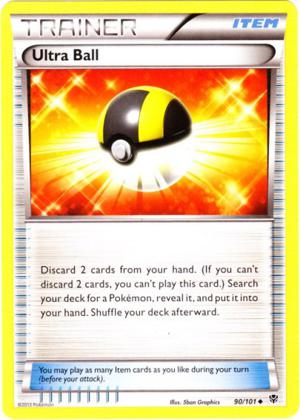 TRAINER ITEM
Ultra Ball
Discard 2 cards from your hand. (If you can't
discard 2 cards, you can't play this card.) Search
your deck for a Pokémon, reveal it, and put it into
your hand. Shuffle your deck afterward.
You may play as many Item cards as you like during your turn
(before your attack).
©2013 Pokémon
Illus. 5ban Graphics
90/101